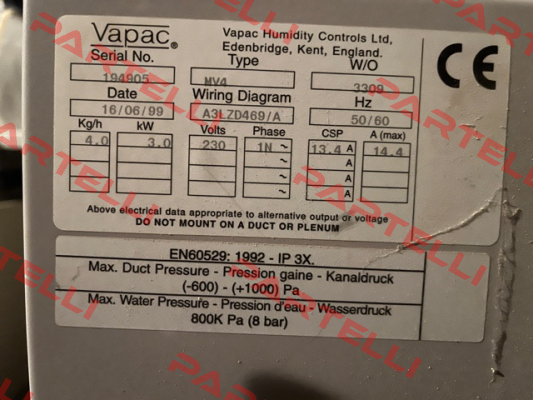 Vapac®
Vapac Humidity Controls Ltd,
Edenbridge, Kent, England.
Serial No. Type W/O
194905 MV4 3309
Date Wiring Diagram Hz
16/06/99 A3LZD469/A 50/60
Kg/h kW Volts Phase CSP A (max)
4.0 3.0 230 1N~ 13.4 A 14.4
~ A
~ A
~ A
Above electrical data appropriate to alternative output or voltage
DO NOT MOUNT ON A DUCT OR PLENUM
CE
EN60529: 1992 - IP 3X.
Max. Duct Pressure - Pression gaine - Kanaldruck
(-600) - (+1000) Pa
Max. Water Pressure - Pression d'eau - Wasserdruck
800K Pa (8 bar)
PARTELLI
PARTELLI
PARTELLI
PARTELLI
PARTELLI
PARTELLI